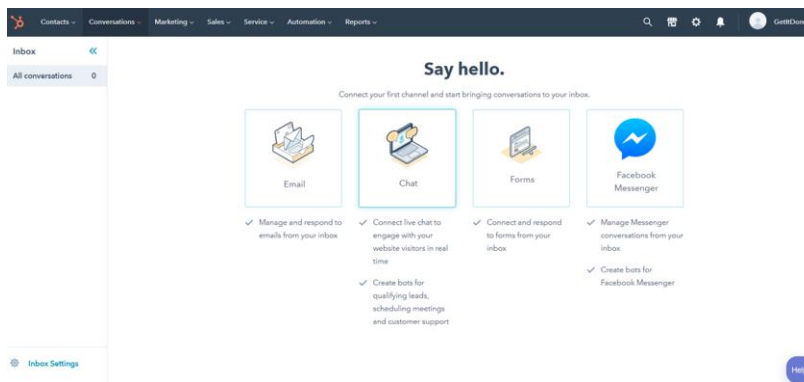 Contacts Conversations Marketing Sales Service Automation Reports GetItDon
Inbox
All conversations 0
Say hello.
Connect your first channel and start bringing conversations to your inbox.
Email
Chat
Forms
Facebook
Messenger
Manage and respond to
emails from your inbox
Connect live chat to
engage with your
website visitors in real
time
Create bots for
qualifying leads,
scheduling meetings
and customer support
Connect and respond
to forms from your
inbox
Manage Messenger
conversations from your
inbox
Create bots for
Facebook Messenger
Inbox Settings
Help